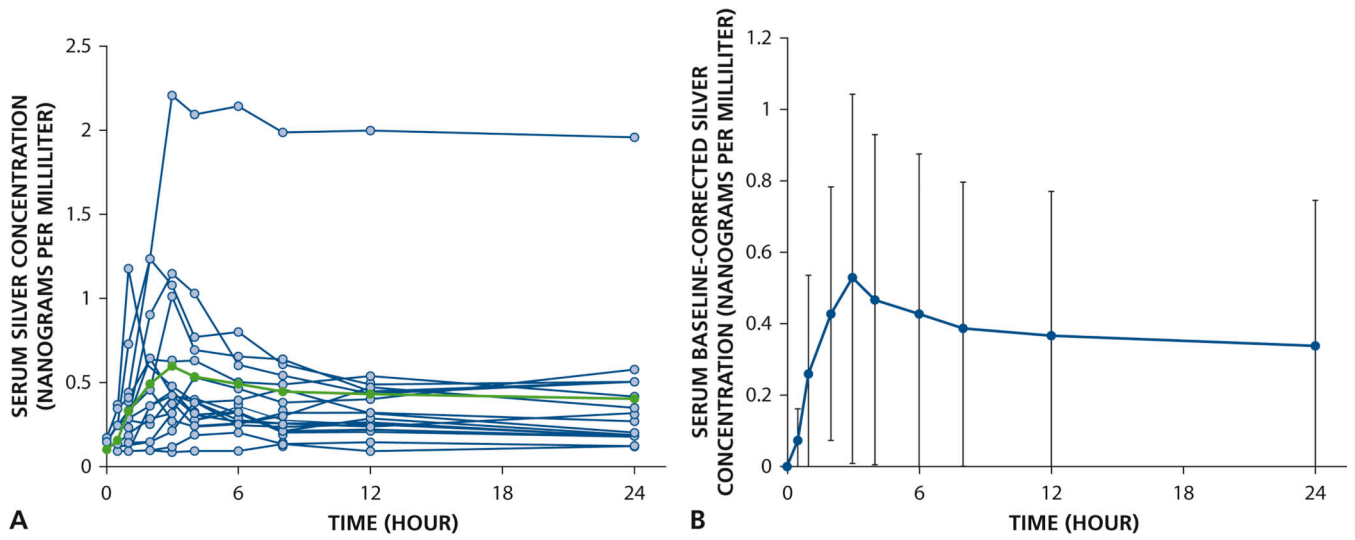 SERUM SILVER CONCENTRATION
(NANOGRAMS PER MILLILITER)
2.5
2
1.5
1
0.5
0
0
6
12
18
24
TIME (HOUR)
A
SERUM BASELINE-CORRECTED SILVER
CONCENTRATION (NANOGRAMS PER MILLILITER)
1.2
1
0.8
0.6
0.4
0.2
0
0
6
12
18
24
TIME (HOUR)
B